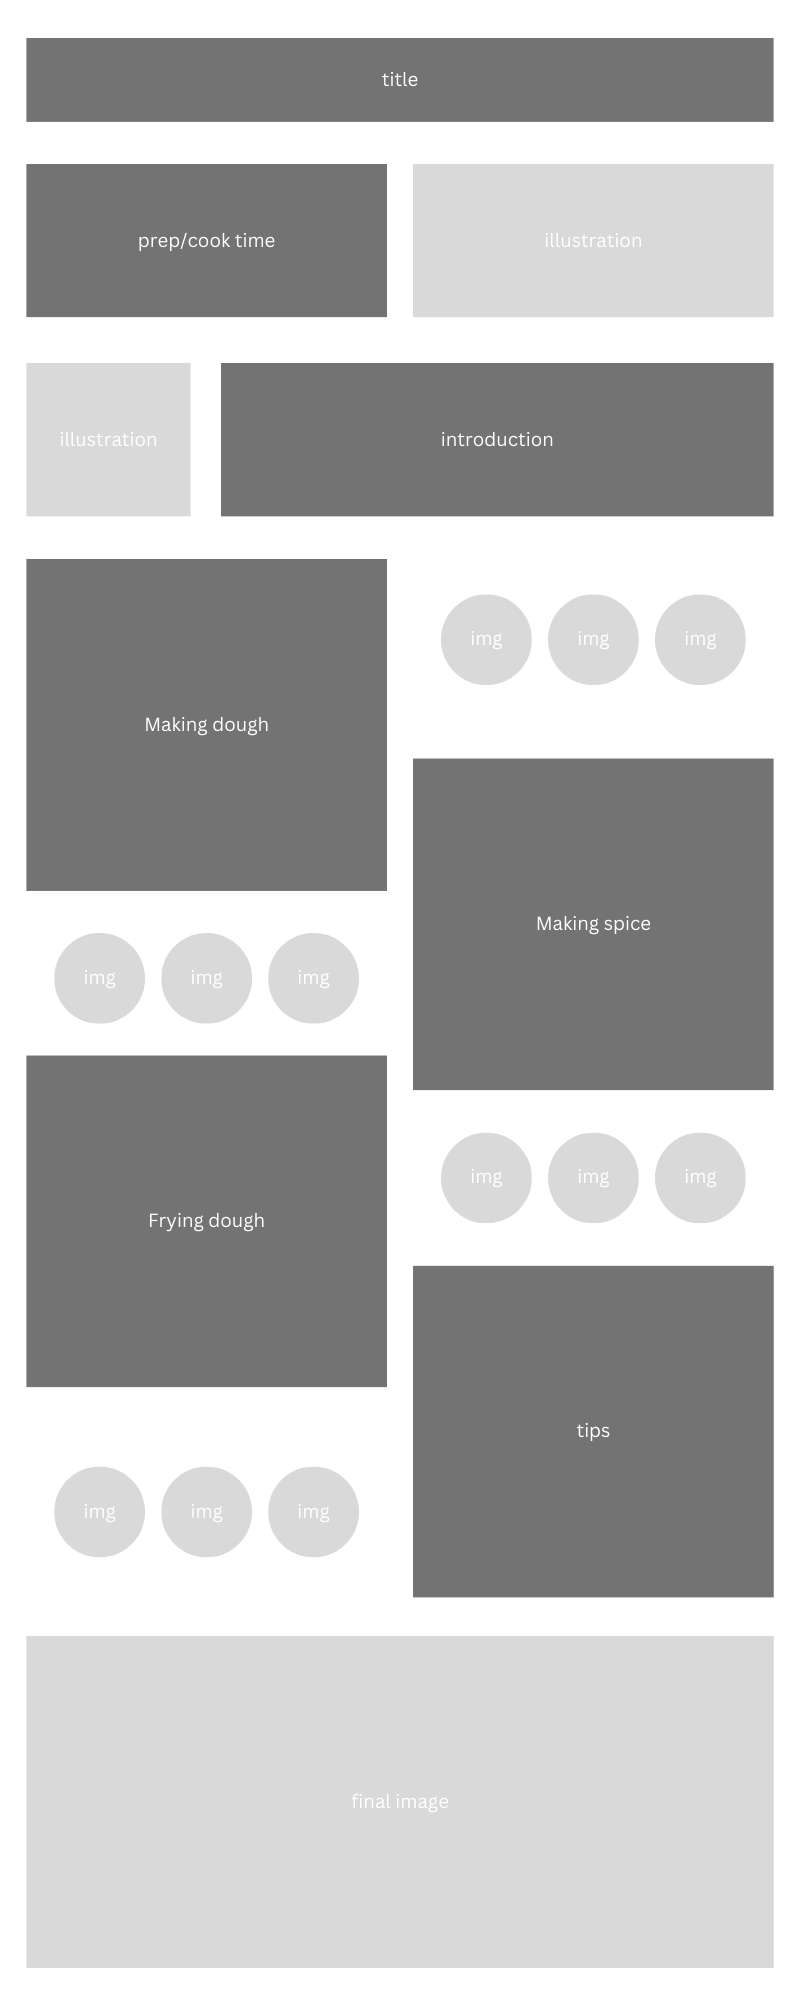 title
prep/cook time
illustration
illustration
introduction
Making dough
img img img
Making spice
img img img
Frying dough
img img img
tips
img img img
final image